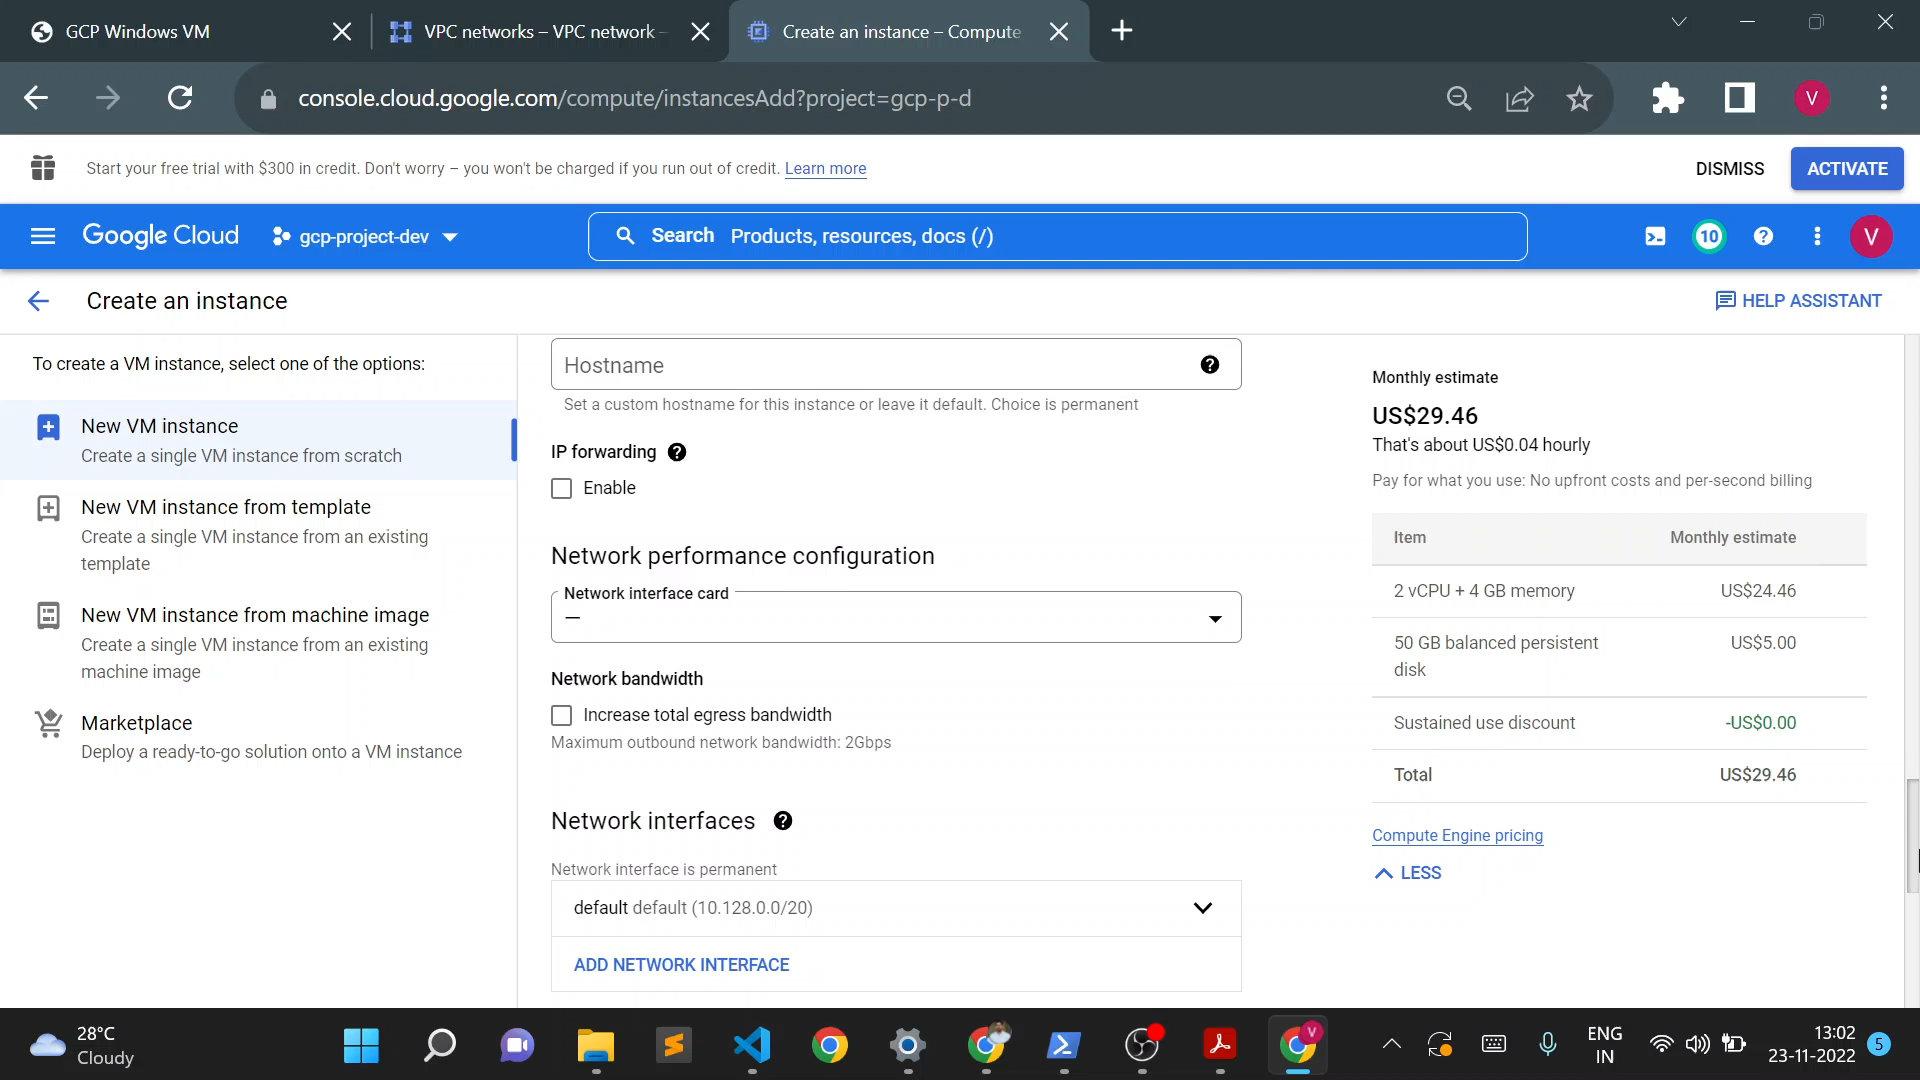 GCP Windows VM
VPC networks – VPC network –
Create an instance – Compute
console.cloud.google.com/compute/instancesAdd?project=gcp-p-d
V
Start your free trial with $300 in credit. Don't worry – you won't be charged if you run out of credit. Learn more
DISMISS
ACTIVATE
Google Cloud
gcp-project-dev
Search Products, resources, docs (/)
10
V
Create an instance
HELP ASSISTANT
To create a VM instance, select one of the options:
New VM instance
Create a single VM instance from scratch
New VM instance from template
Create a single VM instance from an existing
template
New VM instance from machine image
Create a single VM instance from an existing
machine image
Marketplace
Deploy a ready-to-go solution onto a VM instance
Hostname
Set a custom hostname for this instance or leave it default. Choice is permanent
IP forwarding
Enable
Network performance configuration
Network interface card
—
Network bandwidth
Increase total egress bandwidth
Maximum outbound network bandwidth: 2Gbps
Network interfaces
Network interface is permanent
default default (10.128.0.0/20)
ADD NETWORK INTERFACE
Monthly estimate
US$29.46
That's about US$0.04 hourly
Pay for what you use: No upfront costs and per-second billing
Item Monthly estimate
2 vCPU + 4 GB memory US$24.46
50 GB balanced persistent US$5.00
disk
Sustained use discount -US$0.00
Total US$29.46
Compute Engine pricing
LESS
28°C
Cloudy
V
ENG
IN
13:02
23-11-2022
5